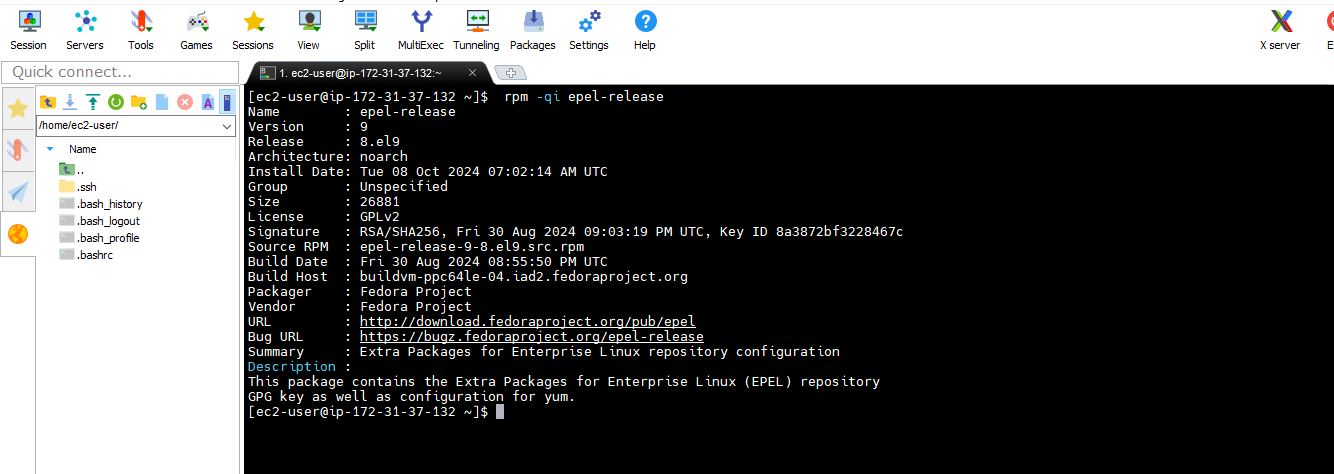 Session Servers Tools Games Sessions View Split MultiExec Tunneling Packages Settings Help X server
Quick connect...
1. ec2-user@ip-172-31-37-132:~
/home/ec2-user/
Name
..
.ssh
.bash_history
.bash_logout
.bash_profile
.bashrc
[ec2-user@ip-172-31-37-132 ~]$  rpm -qi epel-release
Name        : epel-release
Version     : 9
Release     : 8.el9
Architecture: noarch
Install Date: Tue 08 Oct 2024 07:02:14 AM UTC
Group       : Unspecified
Size        : 26881
License     : GPLv2
Signature   : RSA/SHA256, Fri 30 Aug 2024 09:03:19 PM UTC, Key ID 8a3872bf3228467c
Source RPM  : epel-release-9-8.el9.src.rpm
Build Date  : Fri 30 Aug 2024 08:55:50 PM UTC
Build Host  : buildvm-ppc64le-04.iad2.fedoraproject.org
Packager    : Fedora Project
Vendor      : Fedora Project
URL         : http://download.fedoraproject.org/pub/epel
Bug URL     : https://bugz.fedoraproject.org/epel-release
Summary     : Extra Packages for Enterprise Linux repository configuration
Description :
This package contains the Extra Packages for Enterprise Linux (EPEL) repository
GPG key as well as configuration for yum.
[ec2-user@ip-172-31-37-132 ~]$